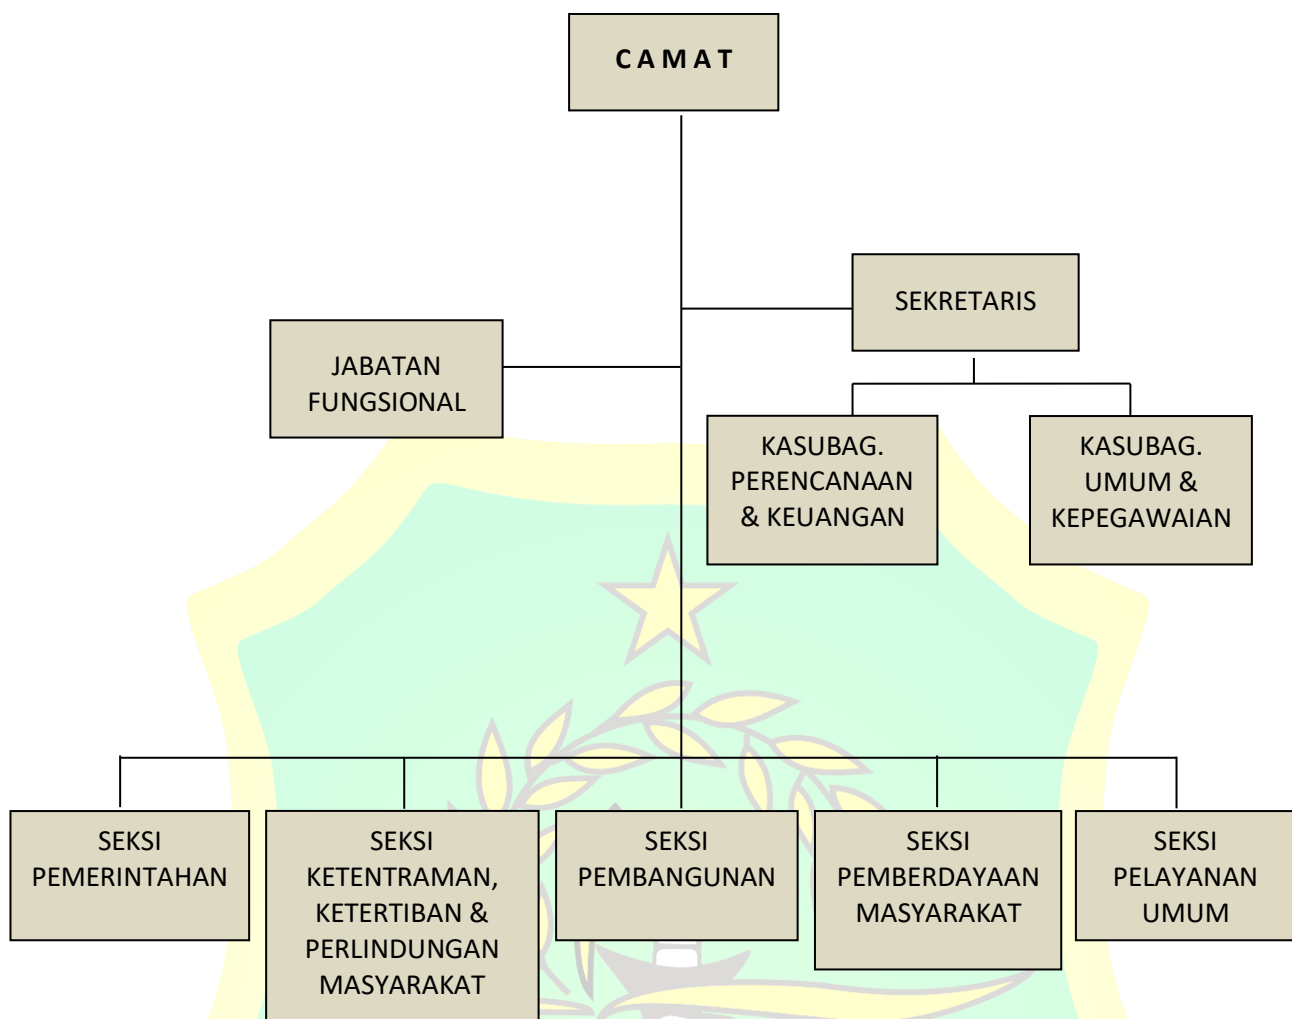 C A M A T
SEKRETARIS
JABATAN
FUNGSIONAL
KASUBAG.
PERENCANAAN
& KEUANGAN
KASUBAG.
UMUM &
KEPEGAWAIAN
SEKSI
PEMERINTAHAN
SEKSI
KETENTRAMAN,
KETERTIBAN &
PERLINDUNGAN
MASYARAKAT
SEKSI
PEMBANGUNAN
SEKSI
PEMBERDAYAAN
MASYARAKAT
SEKSI
PELAYANAN
UMUM